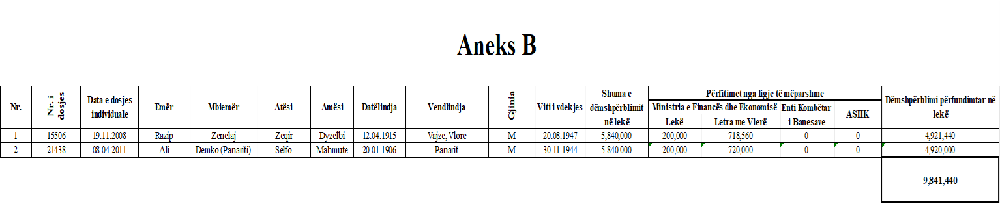 Aneks B
Nr. Nr. i dosjes Data e dosjes individuale Emër Mbiemër Atësi Amësi Datëlindja Vendlindja Gjinia Viti i vdekjes Shuma e dëmshpërblimit në lekë Përfitimet nga ligje të mëparshme Dëmshpërblimi përfundimtar në lekë
Ministria e Financës dhe Ekonomisë Enti Kombëtar i Banesave ASHK
Lekë Letra me Vlerë
1 15506 19.11.2008 Razip Zenelaj Zeqir Dyzelbi 12.04.1915 Vajzë, Vlorë M 20.08.1947 5,840,000 200,000 718,560 0 0 4,921,440
2 21438 08.04.2011 Ali Demko (Panariti) Selfo Mahmute 20.01.1906 Panarit M 30.11.1944 5.840.000 200,000 720,000 0 0 4,920,000
9,841,440